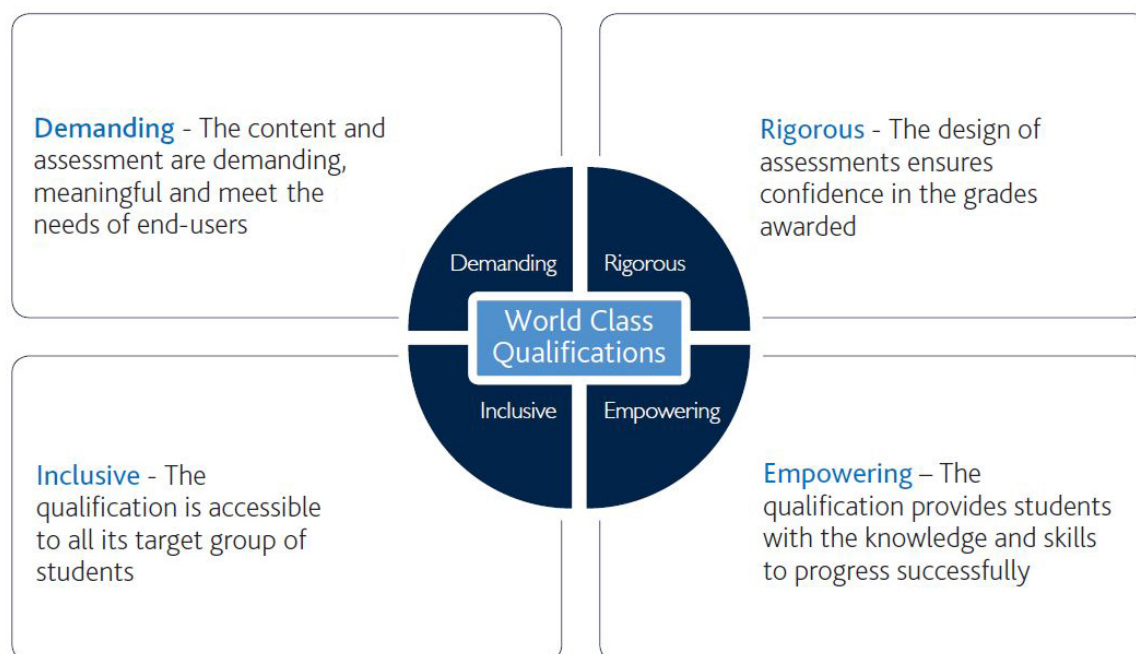 Demanding - The content and
assessment are demanding,
meaningful and meet the
needs of end-users
Rigorous - The design of
assessments ensures
confidence in the grades
awarded
Demanding
Rigorous
World Class
Qualifications
Inclusive
Empowering
Inclusive - The
qualification is accessible
to all its target group of
students
Empowering – The
qualification provides students
with the knowledge and skills
to progress successfully